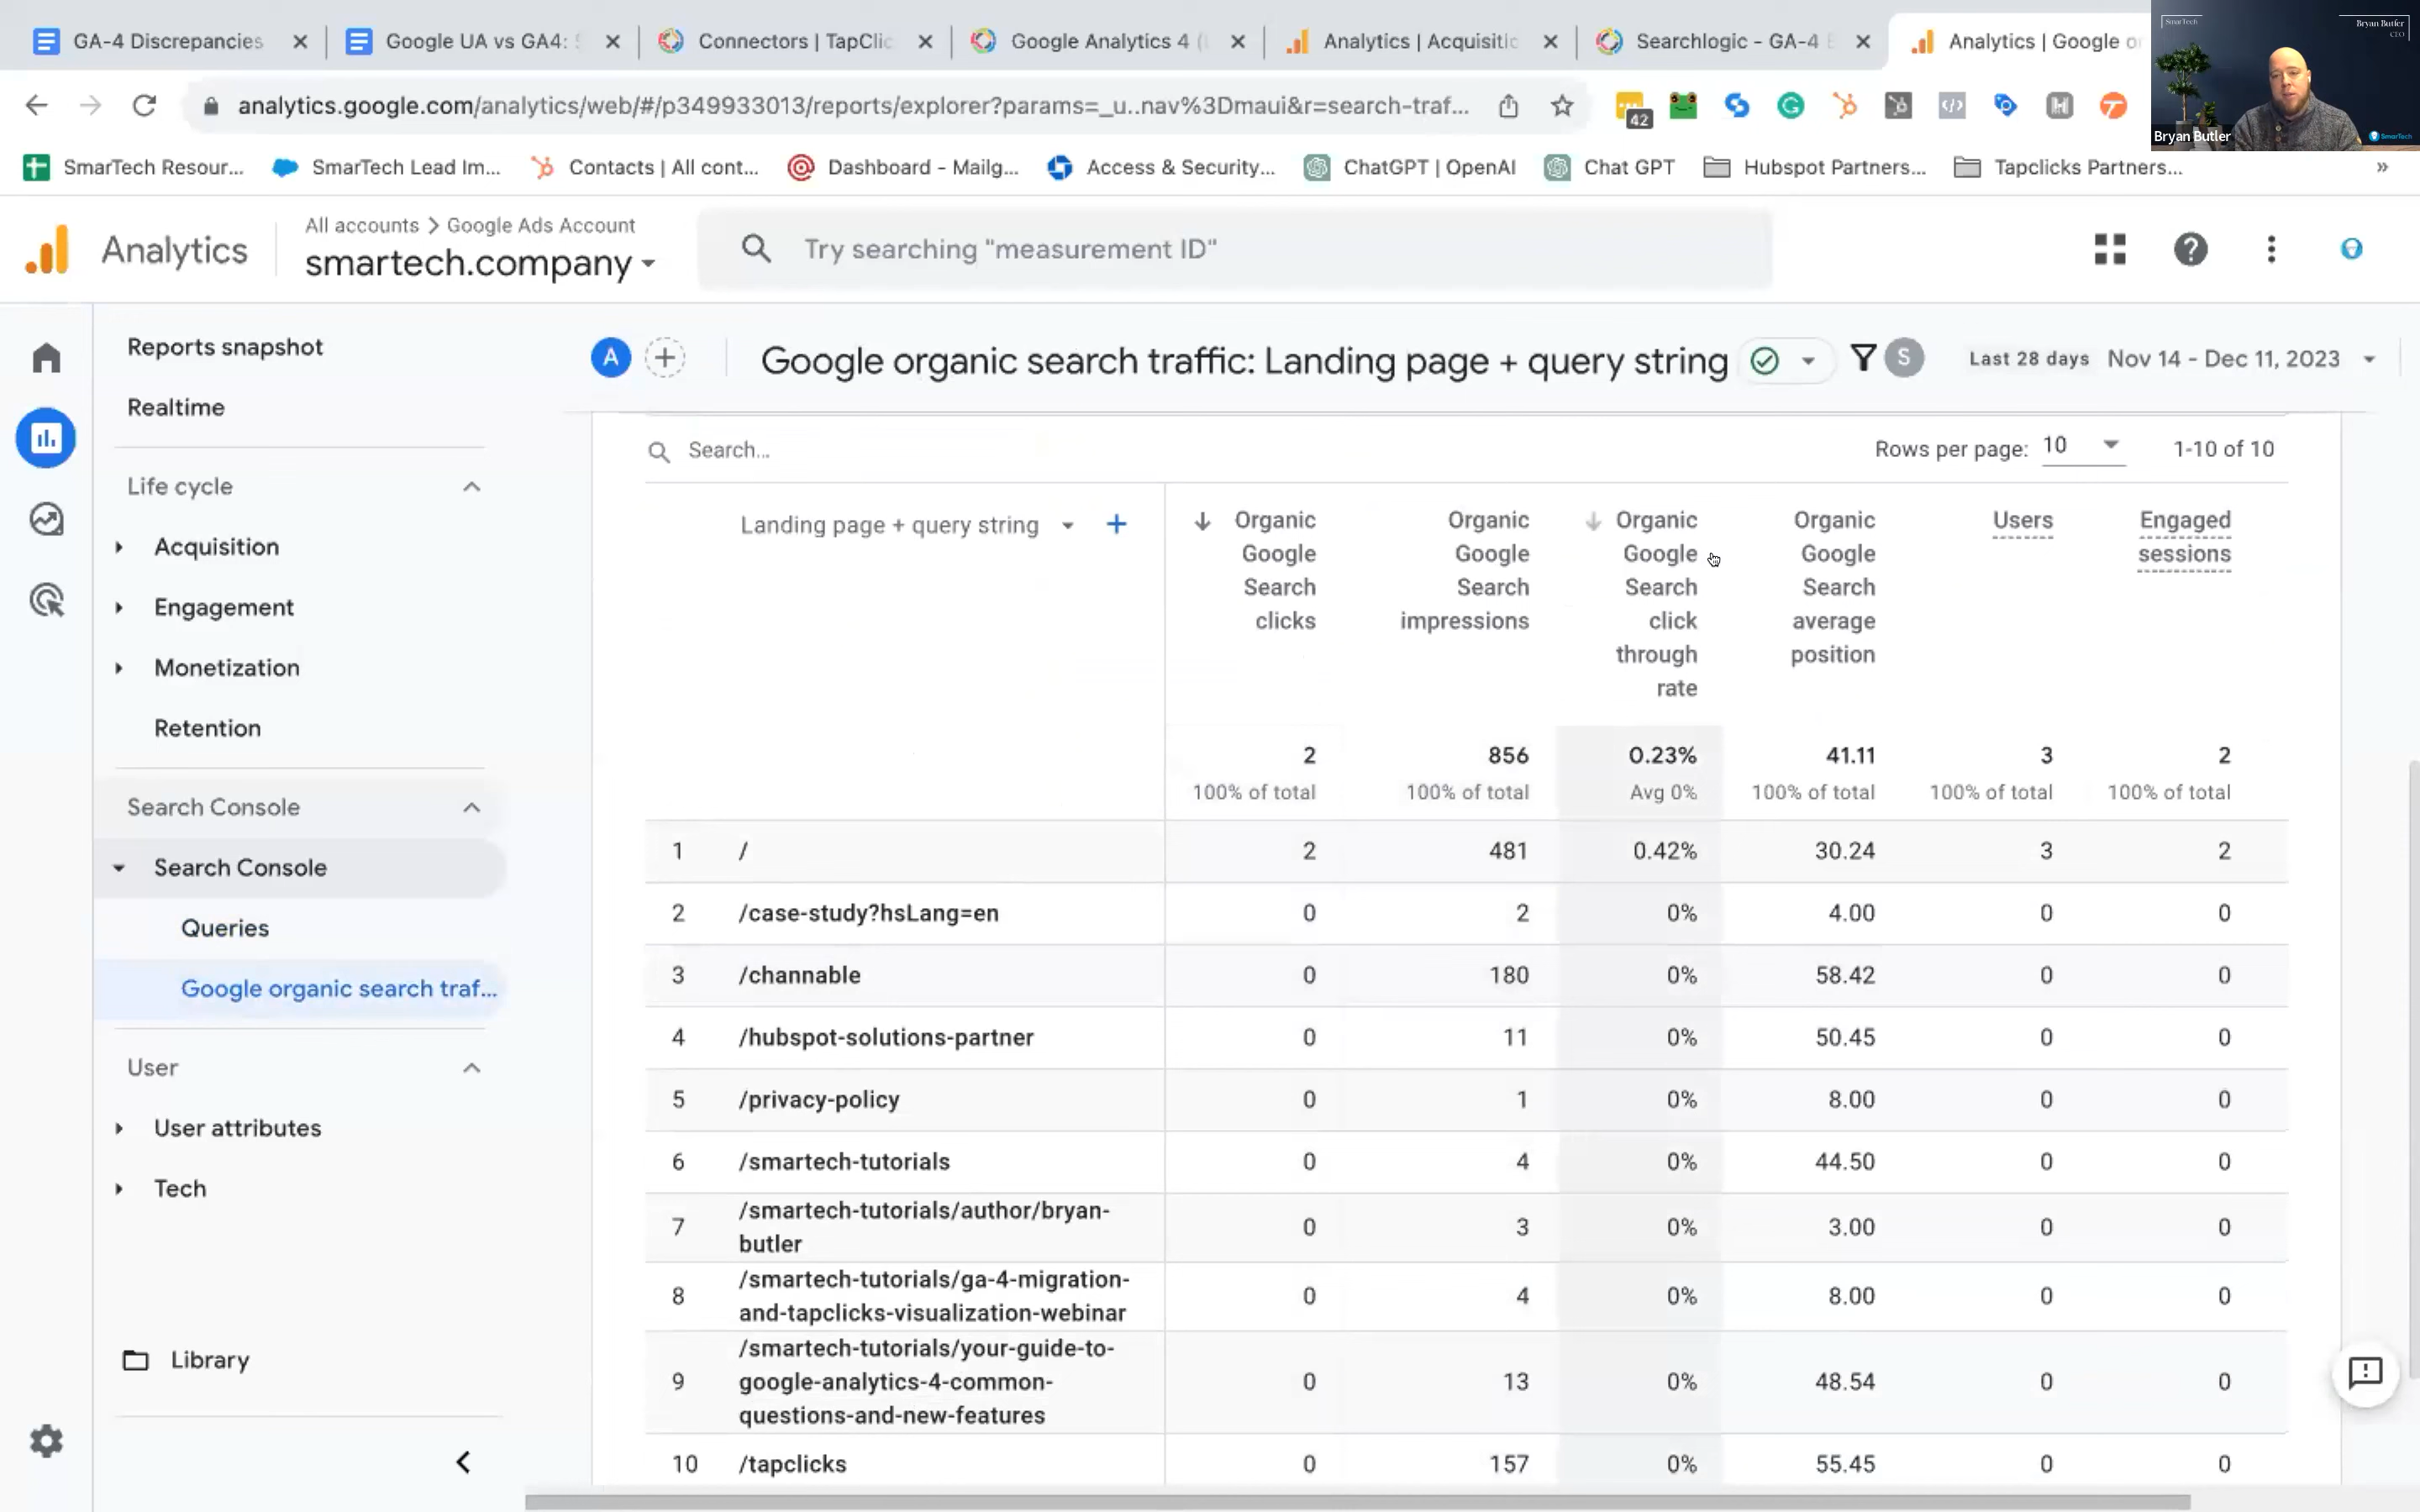 GA-4 Discrepancies
Google UA vs GA4:
Connectors | TapClic
Google Analytics 4 (
Analytics | Acquisitic
Searchlogic - GA-4
Analytics | Google or
SmarTech
Bryan Butler
CEO
analytics.google.com/analytics/web/#/p349933013/reports/explorer?params=_u..nav%3Dmaui&r=search-traf...
42
Bryan Butler
SmarTech
SmarTech Resour...
SmarTech Lead Im...
Contacts | All cont...
Dashboard - Mailg...
Access & Security...
ChatGPT | OpenAI
Chat GPT
Hubspot Partners...
Tapclicks Partners...
»
Analytics
All accounts > Google Ads Account
smartech.company
Try searching "measurement ID"
Reports snapshot
Realtime
Life cycle
Acquisition
Engagement
Monetization
Retention
Search Console
Search Console
Queries
Google organic search traf...
User
User attributes
Tech
Library
A
Google organic search traffic: Landing page + query string
S
Last 28 days Nov 14 - Dec 11, 2023
Search...
Rows per page: 10
1-10 of 10
Landing page + query string
Organic Google Search clicks
Organic Google Search impressions
Organic Google Search click through rate
Organic Google Search average position
Users
Engaged sessions
2 856 0.23% 41.11 3 2
100% of total 100% of total Avg 0% 100% of total 100% of total 100% of total
1 / 2 481 0.42% 30.24 3 2
2 /case-study?hsLang=en 0 2 0% 4.00 0 0
3 /channable 0 180 0% 58.42 0 0
4 /hubspot-solutions-partner 0 11 0% 50.45 0 0
5 /privacy-policy 0 1 0% 8.00 0 0
6 /smartech-tutorials 0 4 0% 44.50 0 0
7 /smartech-tutorials/author/bryan-
butler 0 3 0% 3.00 0 0
8 /smartech-tutorials/ga-4-migration-
and-tapclicks-visualization-webinar 0 4 0% 8.00 0 0
9 /smartech-tutorials/your-guide-to-
google-analytics-4-common-
questions-and-new-features 0 13 0% 48.54 0 0
10 /tapclicks 0 157 0% 55.45 0 0